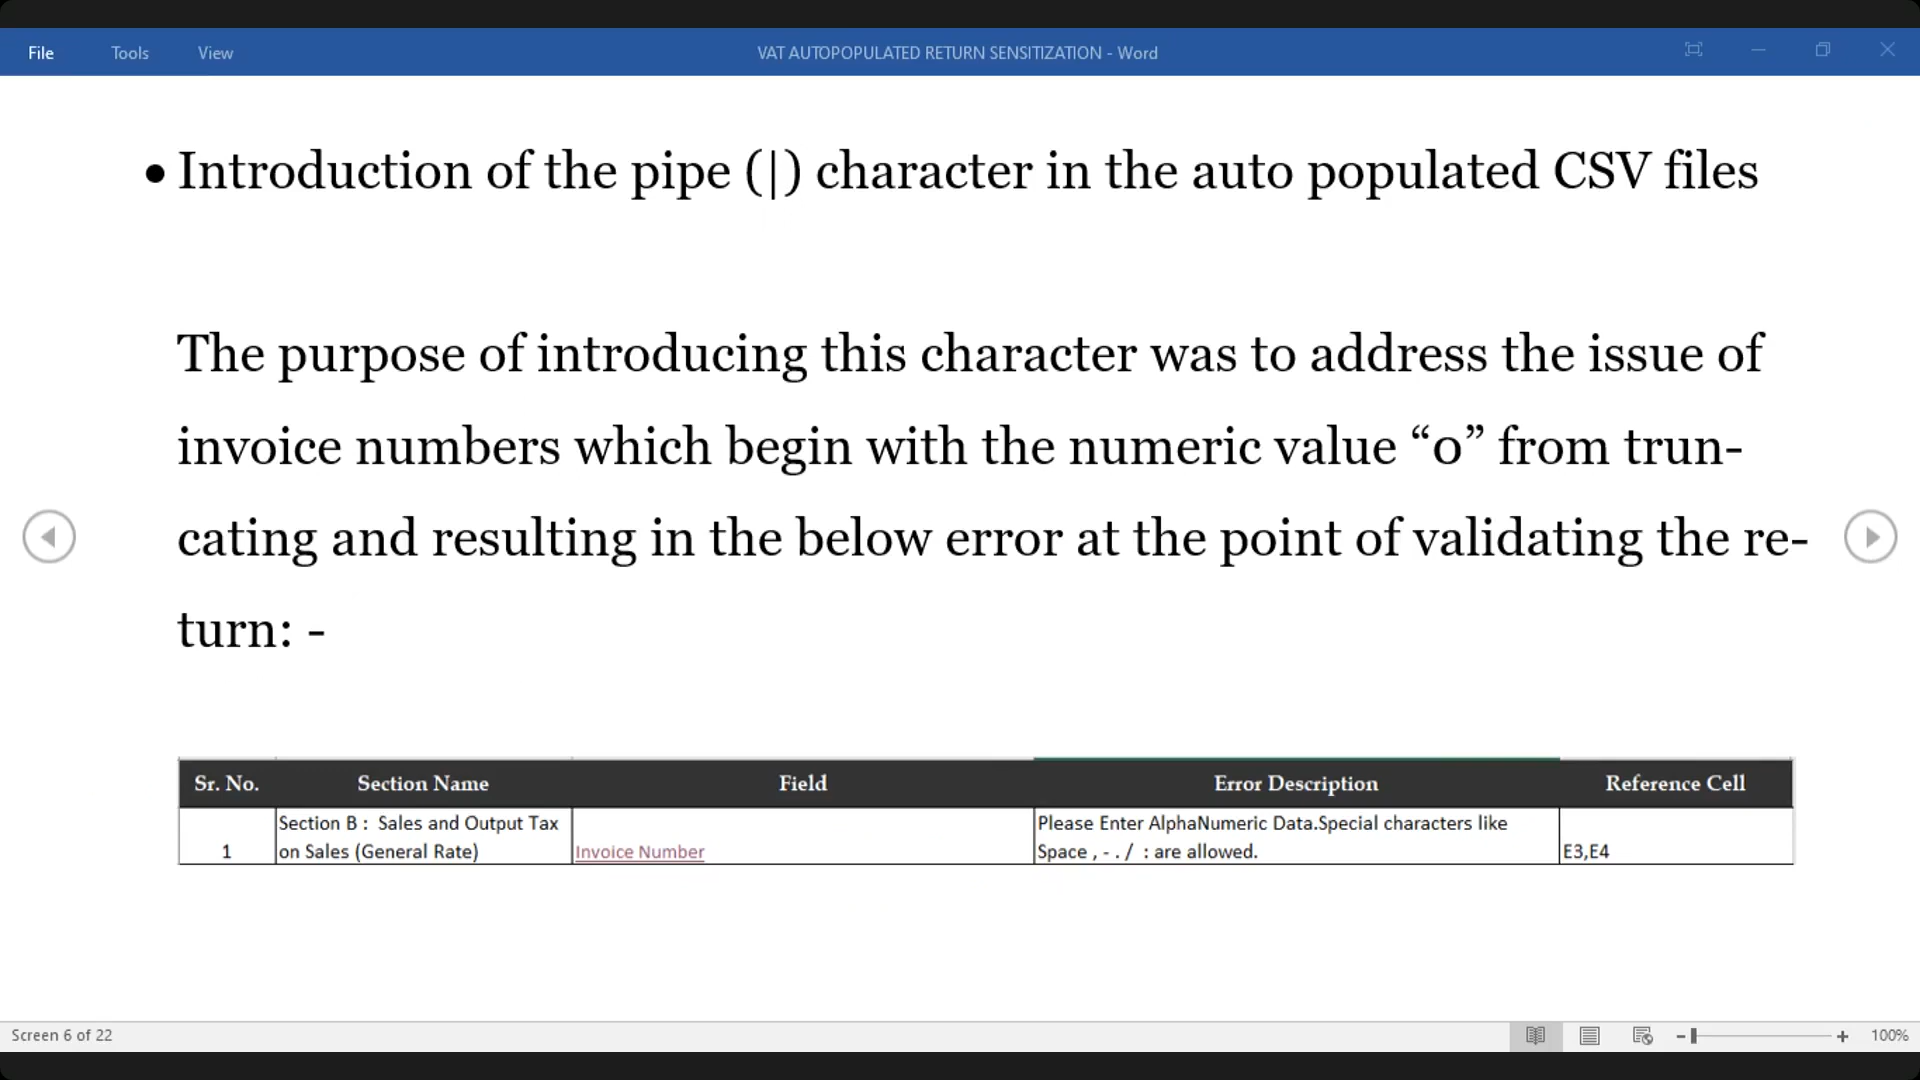 File Tools View VAT AUTOPOPULATED RETURN SENSITIZATION - Word
• Introduction of the pipe (|) character in the auto populated CSV files
The purpose of introducing this character was to address the issue of
invoice numbers which begin with the numeric value “0” from trun-
cating and resulting in the below error at the point of validating the re-
turn: -
Sr. No. Section Name Field Error Description Reference Cell
Section B : Sales and Output Tax Please Enter AlphaNumeric Data.Special characters like
1 on Sales (General Rate) Invoice Number Space , - . / : are allowed. E3,E4
Screen 6 of 22 - + 100%